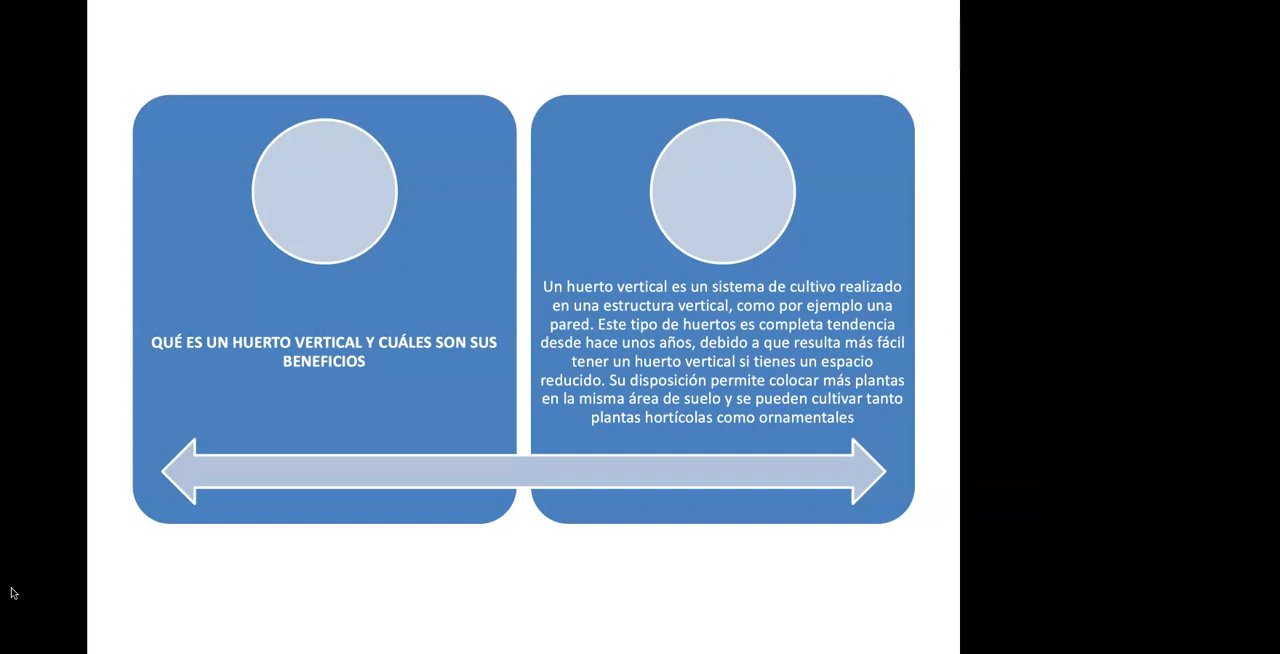 QUÉ ES UN HUERTO VERTICAL Y CUÁLES SON SUS
BENEFICIOS
Un huerto vertical es un sistema de cultivo realizado
en una estructura vertical, como por ejemplo una
pared. Este tipo de huertos es completa tendencia
desde hace unos años, debido a que resulta más fácil
tener un huerto vertical si tienes un espacio
reducido. Su disposición permite colocar más plantas
en la misma área de suelo y se pueden cultivar tanto
plantas hortícolas como ornamentales